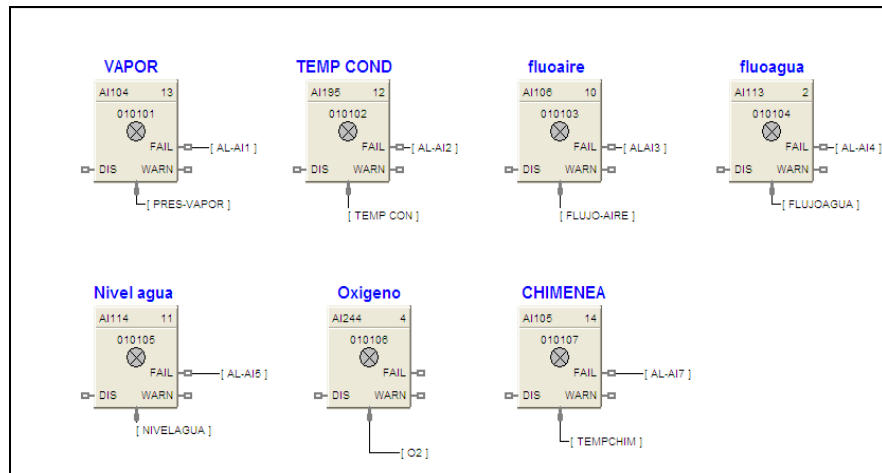 VAPOR TEMP COND fluoaire fluoagua
AI104 13 AI195 12 AI106 10 AI113 2
010101 010102 010103 010104
FAIL [ AL-AI1 ] FAIL [ AL-AI2 ] FAIL [ ALAI3 ] FAIL [ AL-AI4 ]
DIS WARN DIS WARN DIS WARN DIS WARN
[ PRES-VAPOR ] [ TEMP CON ] [ FLUJO-AIRE ] [ FLUJOAGUA ]
Nivel agua Oxigeno CHIMENEA
AI114 11 AI244 4 AI105 14
010105 010106 010107
FAIL [ AL-AI5 ] FAIL FAIL [ AL-AI7 ]
DIS WARN DIS WARN DIS WARN
[ NIVELAGUA ] [ O2 ] [ TEMPCHIM ]